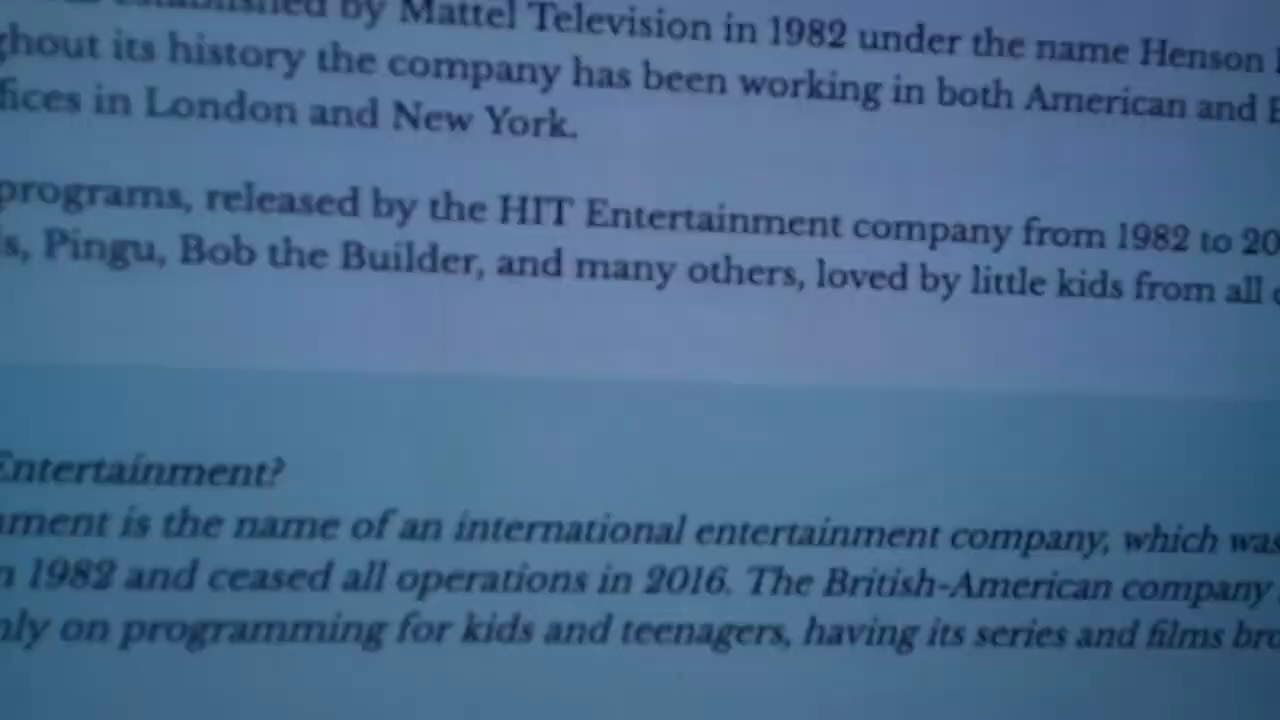 by Mattel Television in 1982 under the name Henson
ghout its history the company has been working in both American and
fices in London and New York.
programs, released by the HIT Entertainment company from 1982 to 20
s, Pingu, Bob the Builder, and many others, loved by little kids from all
Entertainment?
nment is the name of an international entertainment company, which was
n 1982 and ceased all operations in 2016. The British-American company
nly on programming for kids and teenagers, having its series and films bro